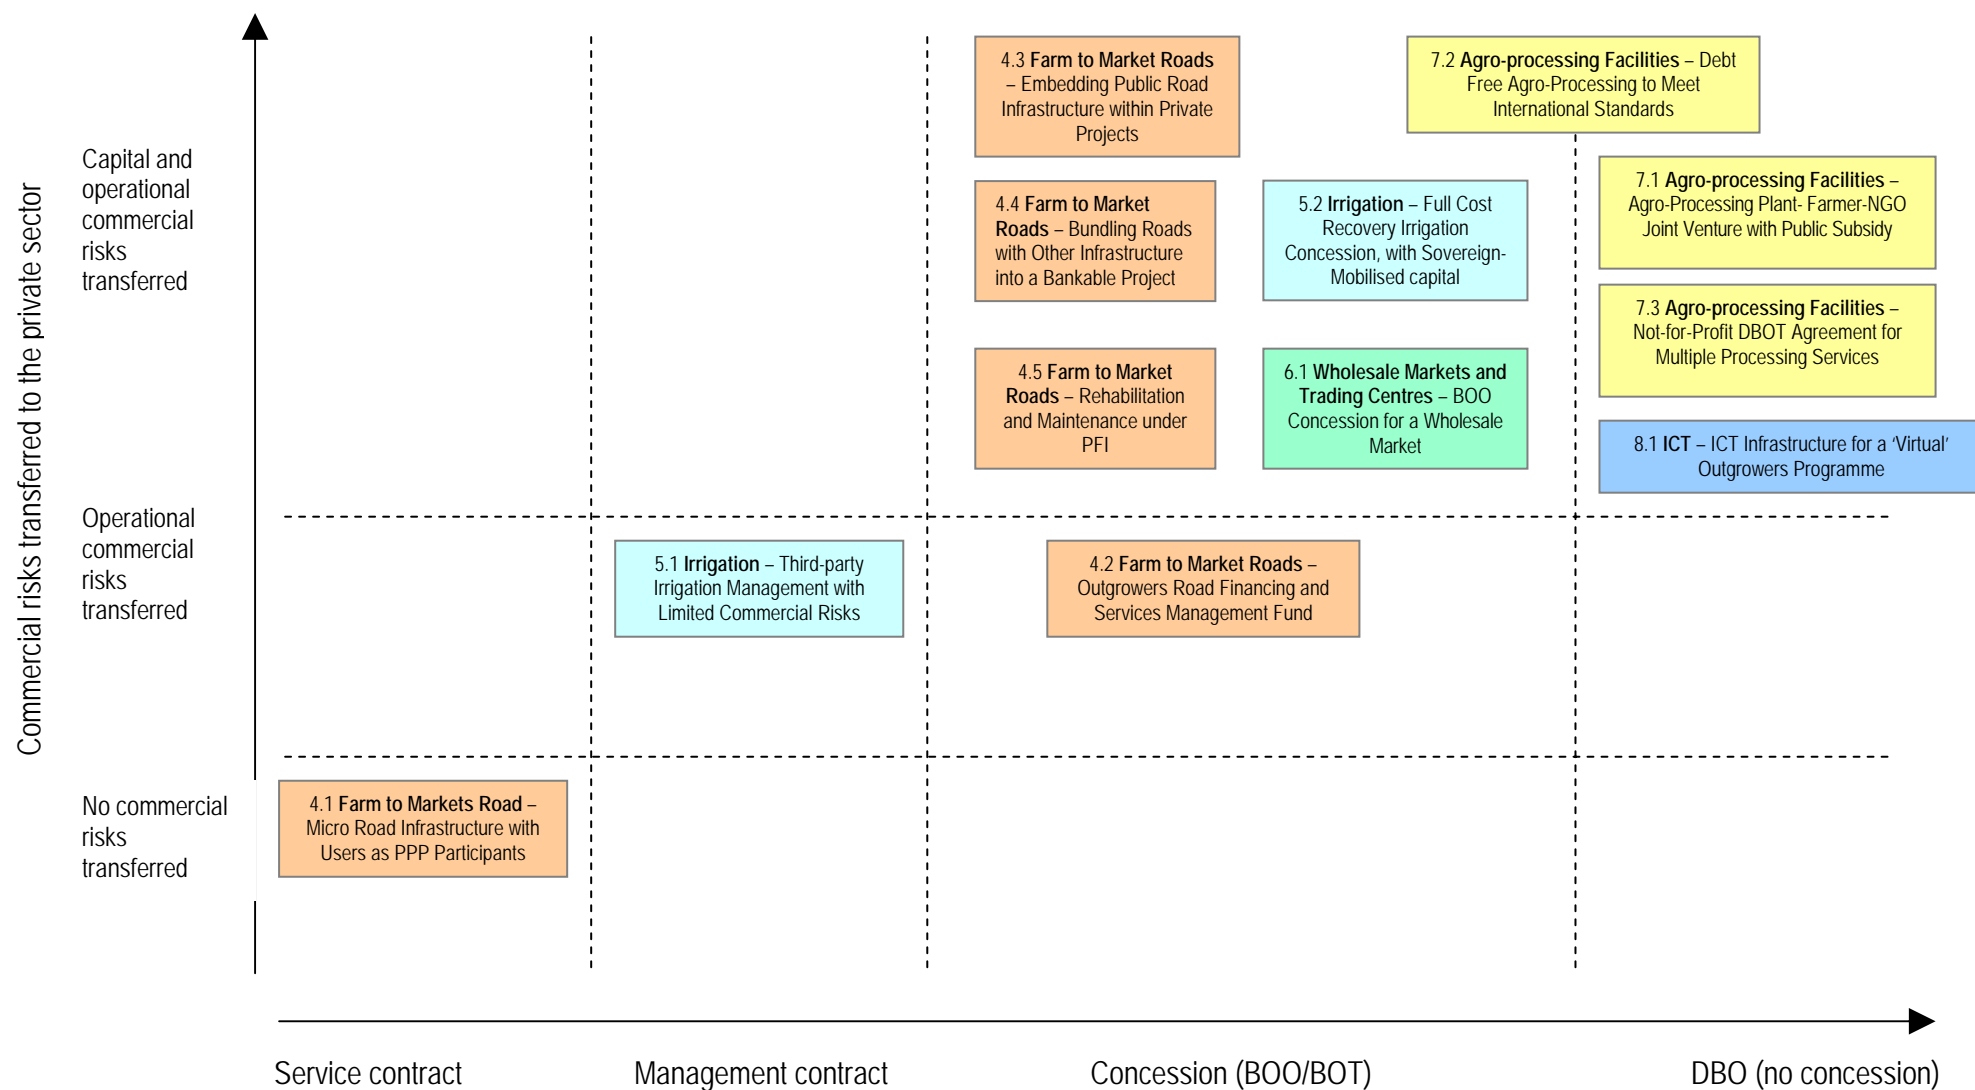 Commercial risks transferred to the private sector
Capital and
operational
commercial
risks
transferred
Operational
commercial
risks
transferred
No commercial
risks
transferred
4.3 Farm to Market Roads
– Embedding Public Road
Infrastructure within Private
Projects
7.2 Agro-processing Facilities – Debt
Free Agro-Processing to Meet
International Standards
4.4 Farm to Market
Roads – Bundling Roads
with Other Infrastructure
into a Bankable Project
5.2 Irrigation – Full Cost
Recovery Irrigation
Concession, with Sovereign-
Mobilised capital
7.1 Agro-processing Facilities –
Agro-Processing Plant- Farmer-NGO
Joint Venture with Public Subsidy
7.3 Agro-processing Facilities –
Not-for-Profit DBOT Agreement for
Multiple Processing Services
4.5 Farm to Market
Roads – Rehabilitation
and Maintenance under
PFI
6.1 Wholesale Markets and
Trading Centres – BOO
Concession for a Wholesale
Market
8.1 ICT – ICT Infrastructure for a ‘Virtual’
Outgrowers Programme
5.1 Irrigation – Third-party
Irrigation Management with
Limited Commercial Risks
4.2 Farm to Market Roads –
Outgrowers Road Financing and
Services Management Fund
4.1 Farm to Markets Road –
Micro Road Infrastructure with
Users as PPP Participants
Service contract
Management contract
Concession (BOO/BOT)
DBO (no concession)